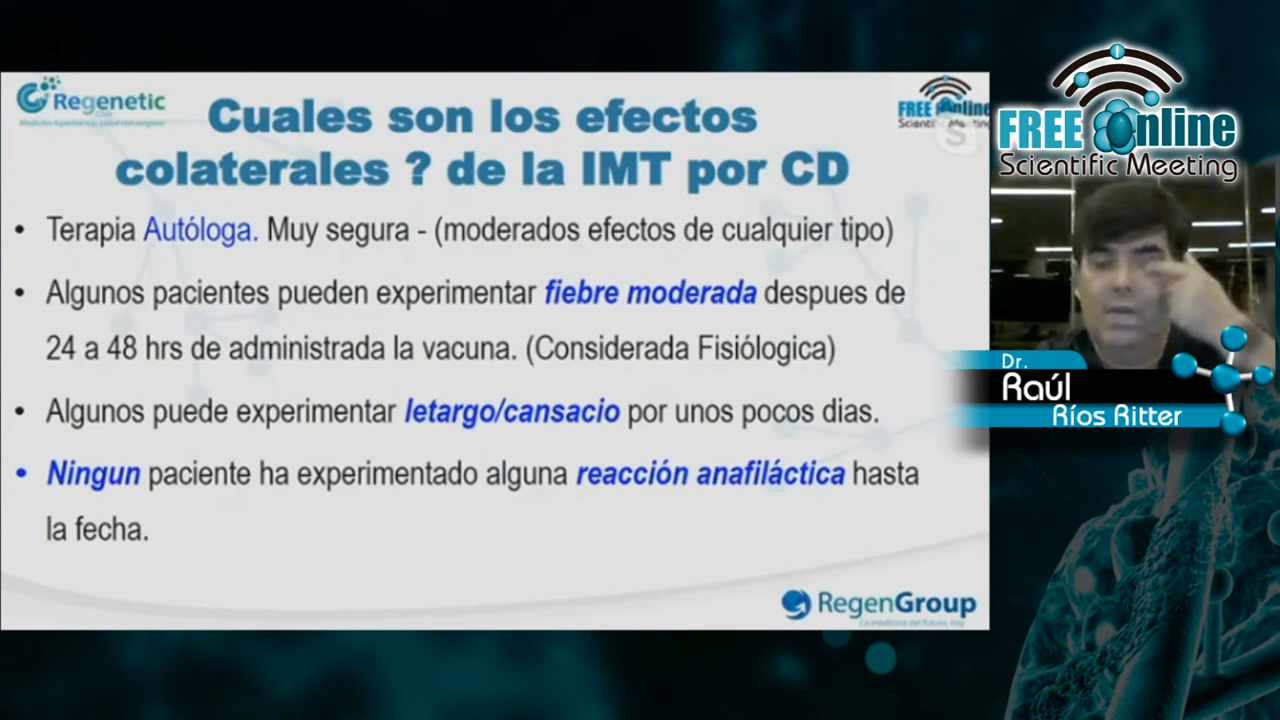 Regenetic
Cuales son los efectos
colaterales ? de la IMT por CD
FREE Online
Scientific Meeting
• Terapia Autóloga. Muy segura - (moderados efectos de cualquier tipo)
• Algunos pacientes pueden experimentar fiebre moderada despues de
24 a 48 hrs de administrada la vacuna. (Considerada Fisiólogica)
• Algunos puede experimentar letargo/cansacio por unos pocos dias.
• Ningun paciente ha experimentado alguna reacción anafiláctica hasta
la fecha.
RegenGroup
La medicina del futuro, hoy
FREE Online
Scientific Meeting
Dr.
Raúl
Ríos Ritter